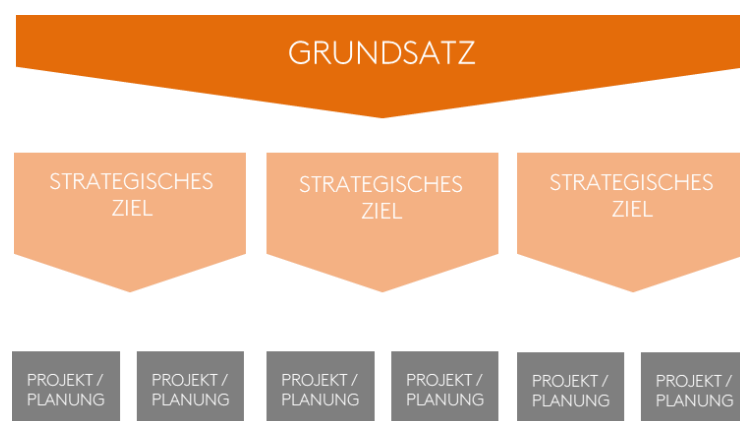 GRUNDSATZ
STRATEGISCHES
ZIEL
STRATEGISCHES
ZIEL
STRATEGISCHES
ZIEL
PROJEKT /
PLANUNG
PROJEKT /
PLANUNG
PROJEKT /
PLANUNG
PROJEKT /
PLANUNG
PROJEKT /
PLANUNG
PROJEKT /
PLANUNG